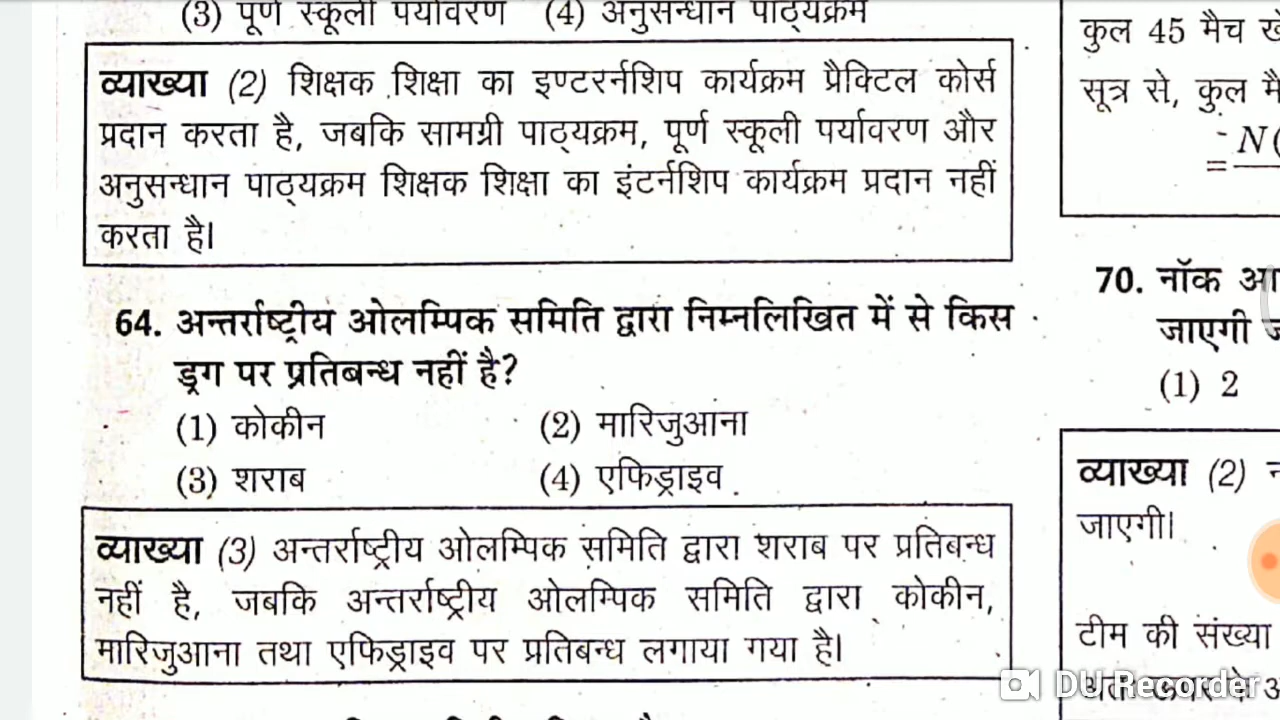 (3) पूर्ण स्कूली पर्यावरण (4) अनुसन्धान पाठ्यक्रम
व्याख्या (2) शिक्षक शिक्षा का इण्टरर्नशिप कार्यक्रम प्रैक्टिल कोर्स
प्रदान करता है, जबकि सामग्री पाठ्यक्रम, पूर्ण स्कूली पर्यावरण और
अनुसन्धान पाठ्यक्रम शिक्षक शिक्षा का इंटर्नशिप कार्यक्रम प्रदान नहीं
करता है।
64. अन्तर्राष्ट्रीय ओलम्पिक समिति द्वारा निम्नलिखित में से किस
ड्रग पर प्रतिबन्ध नहीं है?
(1) कोकीन (2) मारिजुआना
(3) शराब (4) एफिड्राइव
व्याख्या (3) अन्तर्राष्ट्रीय ओलम्पिक समिति द्वारा शराब पर प्रतिबन्ध
नहीं है, जबकि अन्तर्राष्ट्रीय ओलम्पिक समिति द्वारा कोकीन,
मारिजुआना तथा एफिड्राइव पर प्रतिबन्ध लगाया गया है।
कुल 45 मैच
सूत्र से, कुल
= N(
70. नॉक
जाएगी
(1) 2
व्याख्या (2)
जाएगी।
टीम की संख्या
DU Recorder